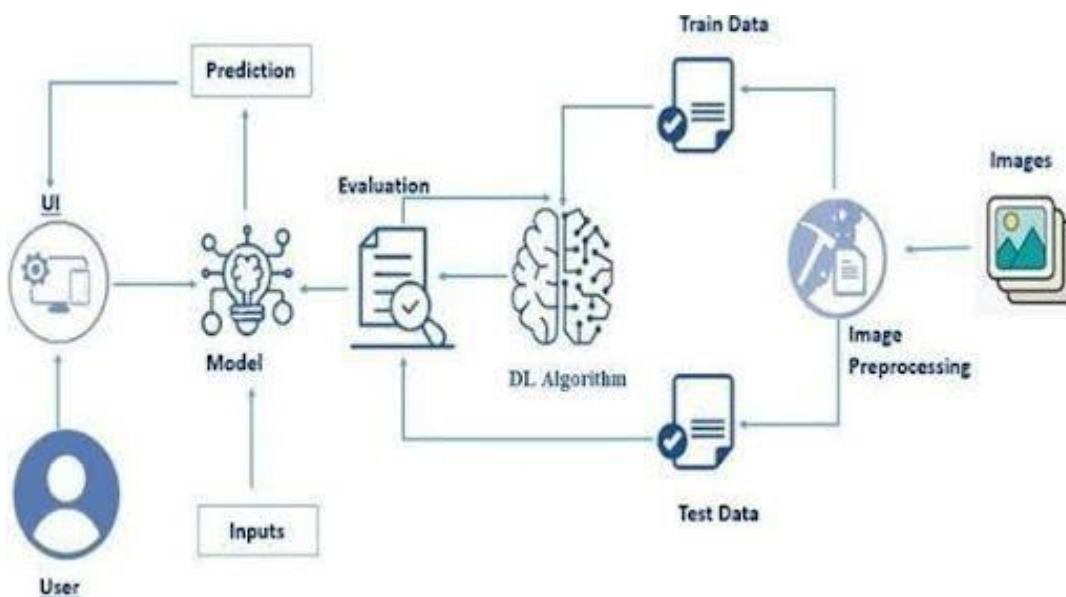 Train Data
Prediction
Images
Evaluation
UI
Model
DL Algorithm
Image
Preprocessing
Inputs
Test Data
User